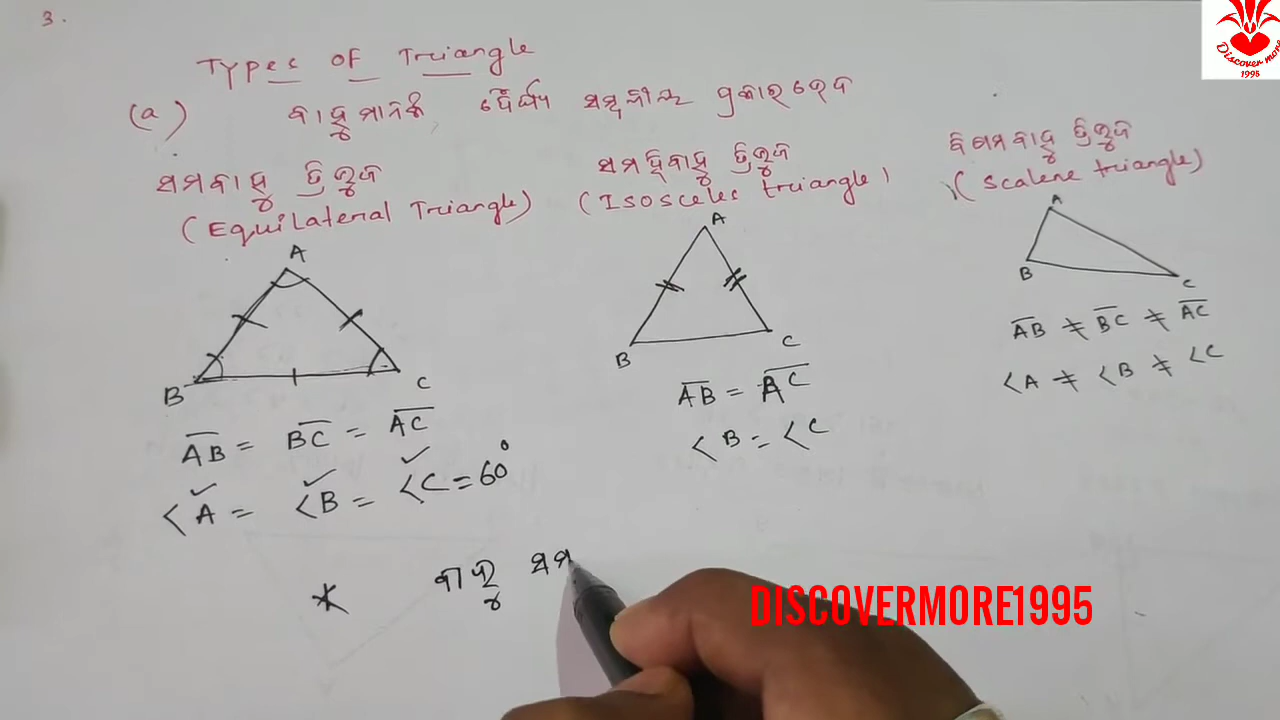 3.
Types of Triangle
(a) ବାହୁମାନଙ୍କ ଦୈର୍ଘ୍ୟ ସମ୍ବନ୍ଧୀୟ ପ୍ରକାରଭେଦ
ସମବାହୁ ତ୍ରିଭୁଜ
(Equilateral Triangle)
A
B
C
AB = BC = AC
<A = <B = <C = 60°
ସମଦ୍ୱିବାହୁ ତ୍ରିଭୁଜ
(Isosceles triangle)
A
B
C
AB = AC
<B = <C
ବିଷମବାହୁ ତ୍ରିଭୁଜ
(Scalene triangle)
A
B
C
AB ≠ BC ≠ AC
<A ≠ <B ≠ <C
* ବାହୁ ସମ
DISCOVERMORE1995
Discover more
1995